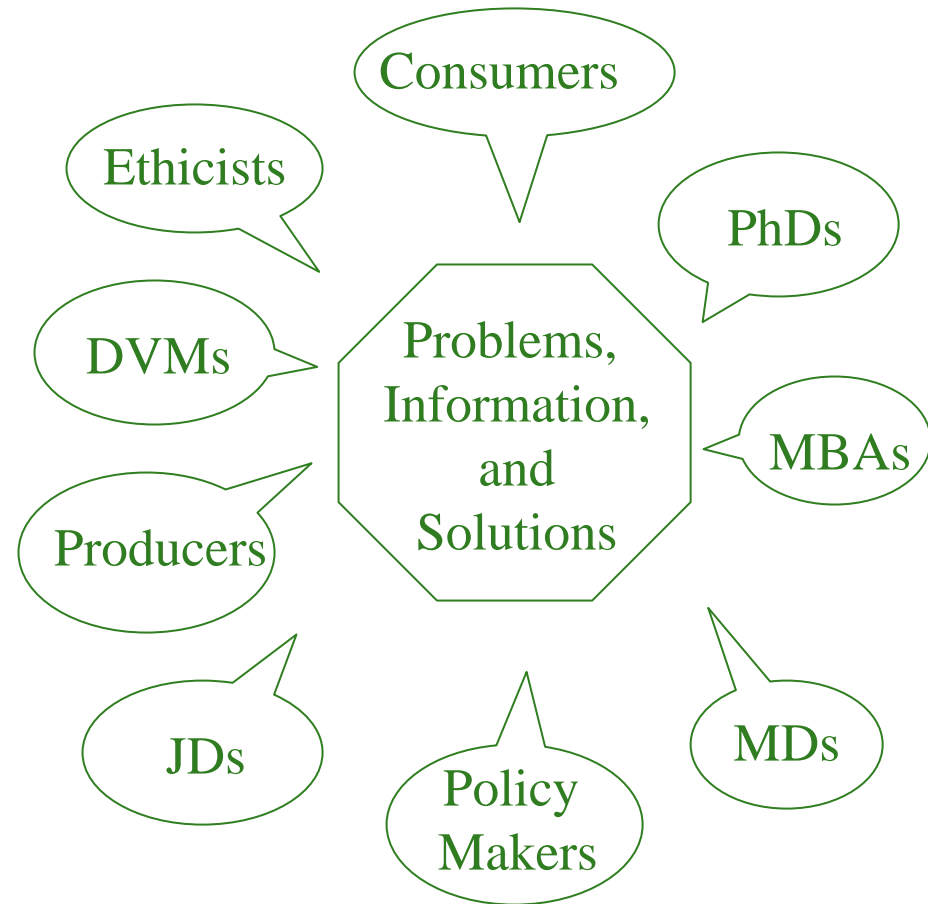 Consumers
Ethicists
PhDs
DVMs
Problems,
Information,
and
Solutions
MBAs
Producers
JDs
Policy
Makers
MDs